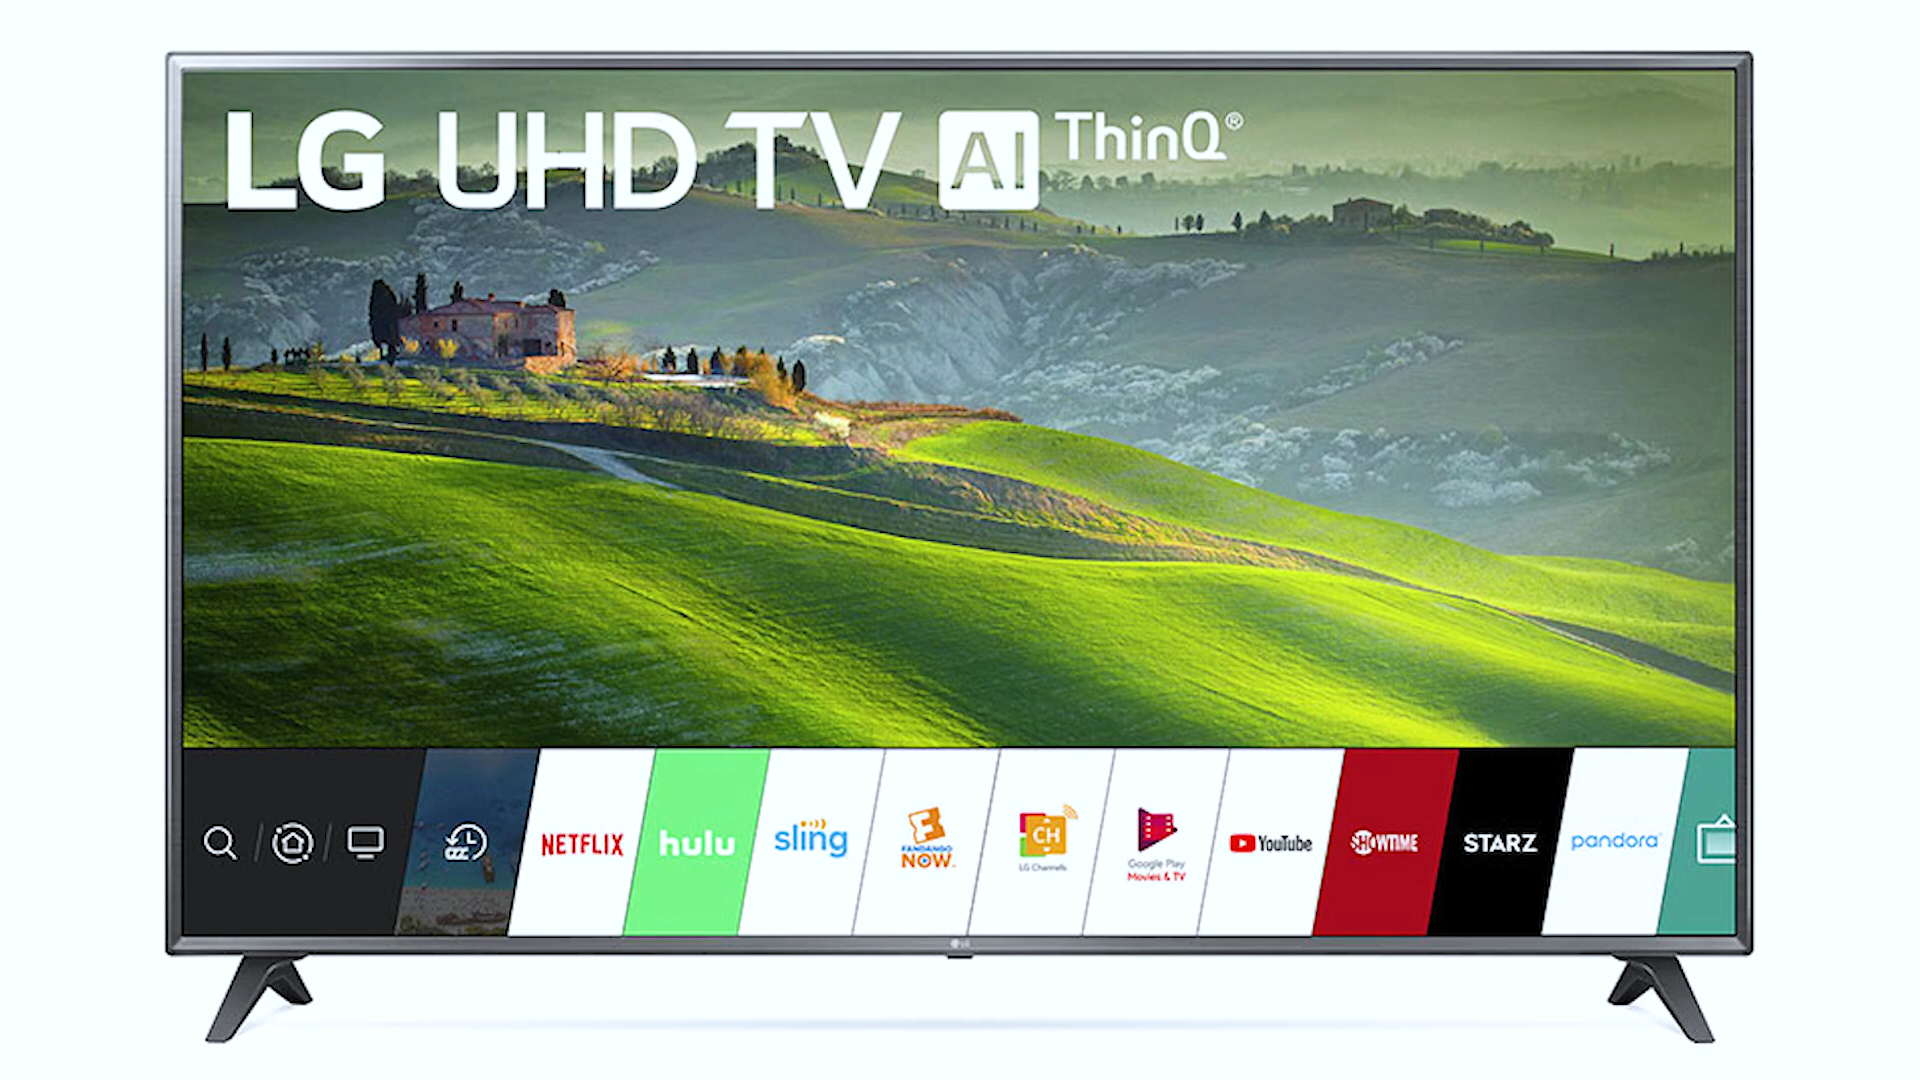 LG UHD TV AI ThinQ®
NETFLIX
hulu
sling
FANDANGO
NOW
CH
LG Channels
Google Play
Movies & TV
YouTube
SHOWTIME
STARZ
pandora
LG